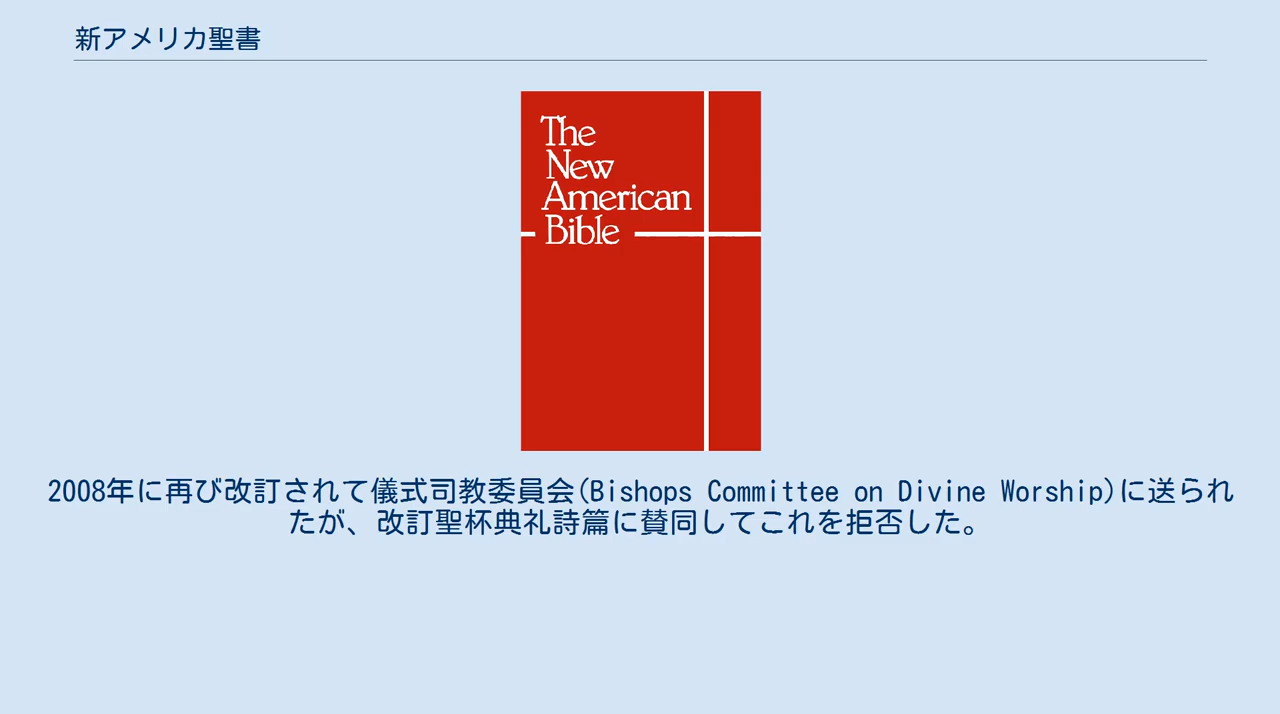 新アメリカ聖書
The
New
American
Bible
2008年に再び改訂されて儀式司教委員会(Bishops Committee on Divine Worship)に送られ
たが、改訂聖杯典礼詩篇に賛同してこれを拒否した。